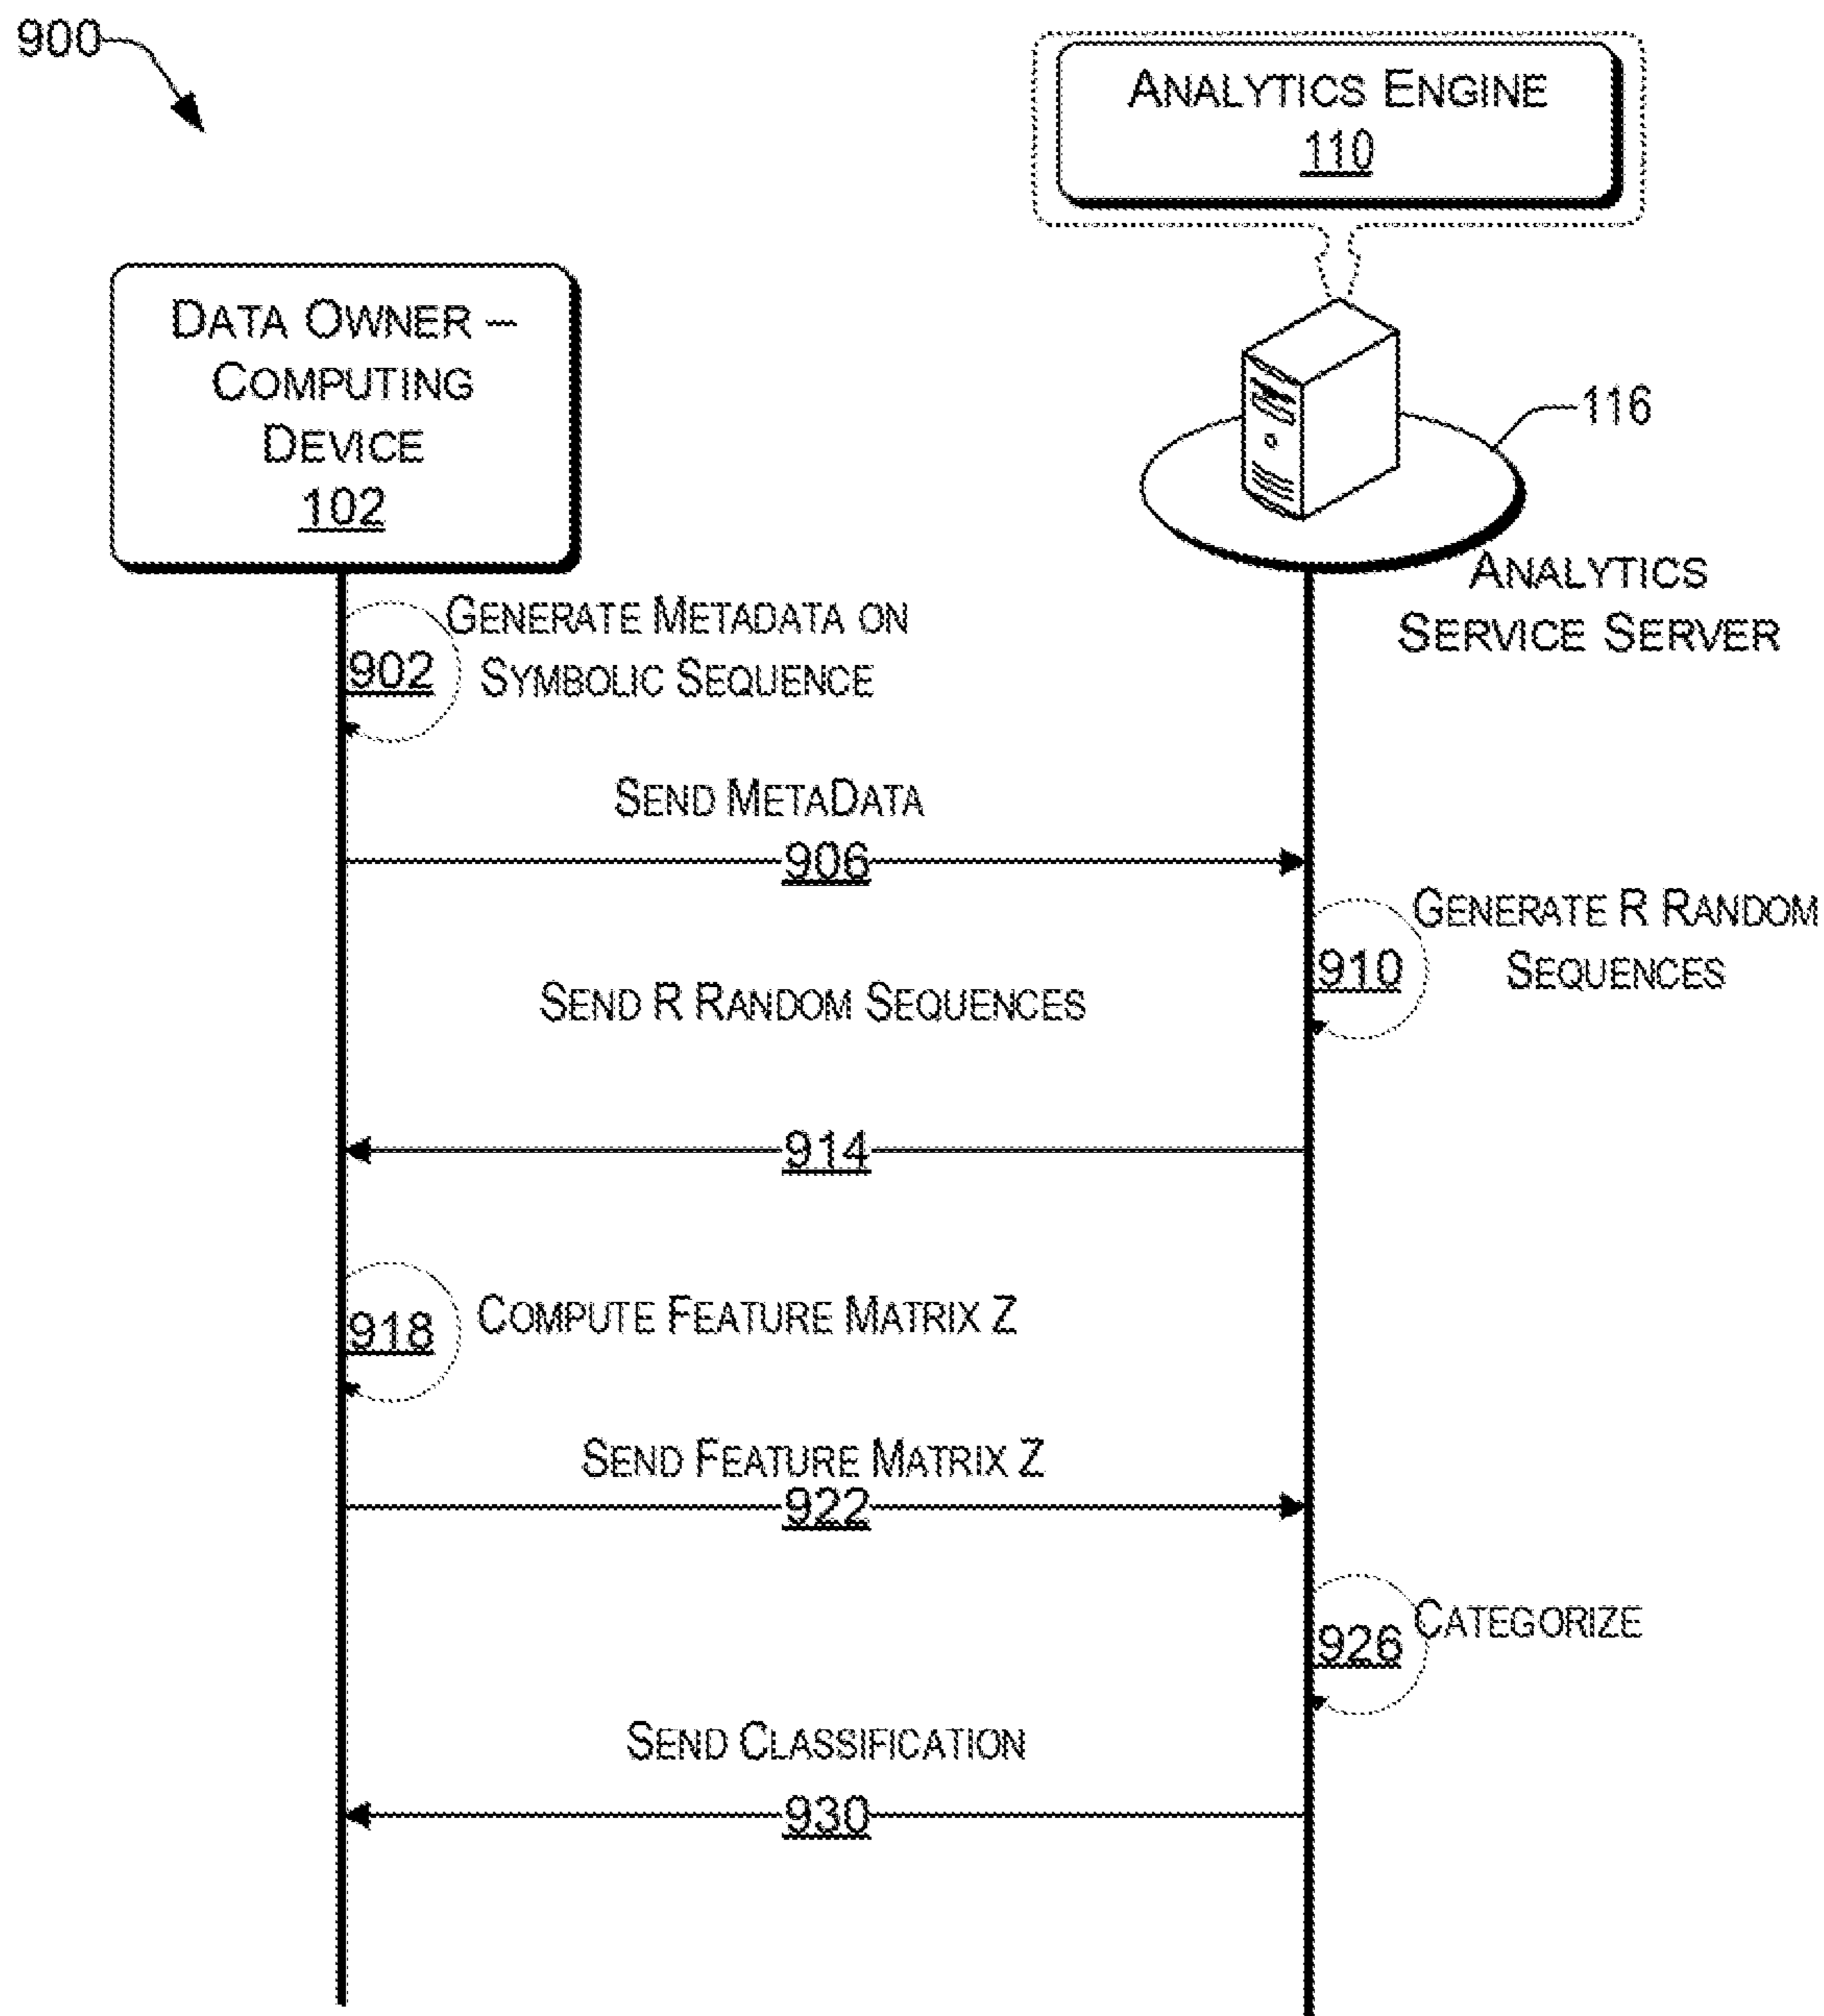 900
ANALYTICS ENGINE
110
DATA OWNER –
COMPUTING
DEVICE
102
116
ANALYTICS
SERVICE SERVER
GENERATE METADATA ON
SYMBOLIC SEQUENCE
902
SEND METADATA
906
GENERATE R RANDOM
SEQUENCES
910
SEND R RANDOM SEQUENCES
914
COMPUTE FEATURE MATRIX Z
918
SEND FEATURE MATRIX Z
922
CATEGORIZE
926
SEND CLASSIFICATION
930